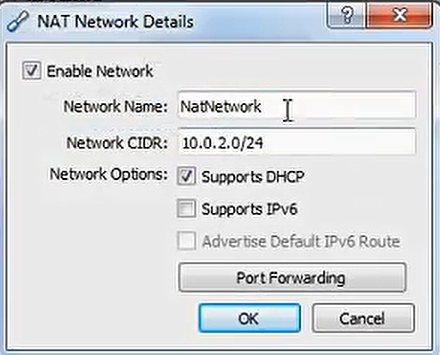 NAT Network Details
Enable Network
Network Name: NatNetwork
Network CIDR: 10.0.2.0/24
Network Options: Supports DHCP
Supports IPv6
Advertise Default IPv6 Route
Port Forwarding
OK Cancel